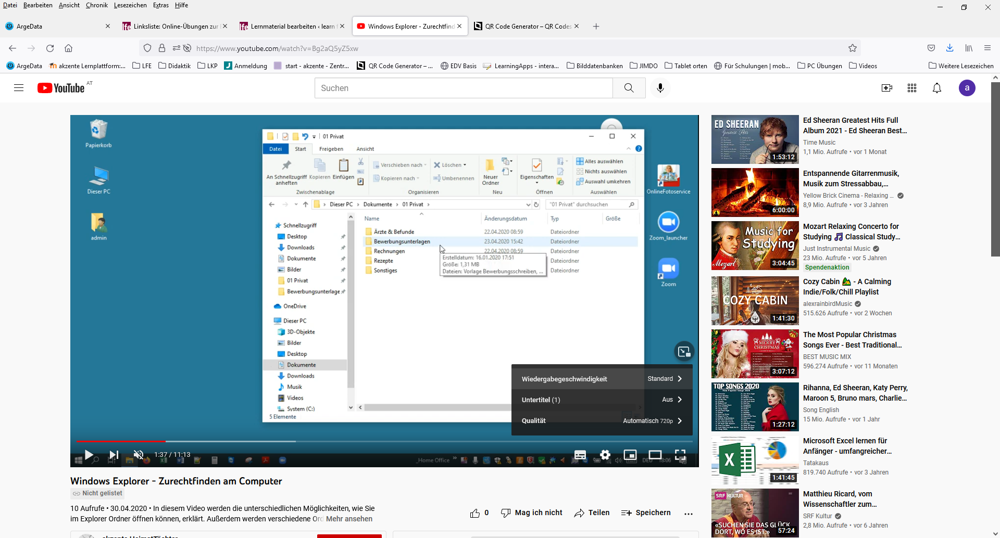 Datei Bearbeiten Ansicht Chronik Lesezeichen Extras Hilfe
ArgeData
Linksliste: Online-Übungen zur
Lernmaterial bearbeiten ‹ learn f
Windows Explorer - Zurechtfind
QR Code Generator – QR Codes
https://www.youtube.com/watch?v=Bg2aQ5yZ5xw
ArgeData akzente Lernplattform:... LFE Didaktik LKP Anmeldung start - akzente - Zentr... QR Code Generator – ... EDV Basis LearningApps - intera... Bilddatenbanken JIMDO Tablet orten Für Schulungen | mob... PC Übungen Videos Weitere Lesezeichen
YouTube AT
Suchen
a
Papierkorb
Dieser PC
admin
01 Privat
Datei Start Freigeben Ansicht
An Schnellzugriff anheften
Kopieren
Einfügen
Zwischenablage
Verschieben nach
Kopieren nach
Löschen
Umbenennen
Organisieren
Neuer Ordner
Neu
Eigenschaften
Öffnen
Alles auswählen
Nichts auswählen
Auswahl umkehren
Auswählen
Dieser PC Dokumente 01 Privat
"01 Privat" durchsuchen
Schnellzugriff
Desktop
Downloads
Dokumente
Bilder
01 Privat
Bewerbungsunterlage
OneDrive
Dieser PC
3D-Objekte
Bilder
Desktop
Dokumente
Downloads
Musik
Videos
System (C:)
5 Elemente
Name Änderungsdatum Typ Größe
Ärzte & Befunde 22.04.2020 08:59 Dateiordner
Bewerbungsunterlagen 23.04.2020 15:42 Dateiordner
Rechnungen 22.04.2020 08:59 Dateiordner
Rezepte Dateiordner
Sonstiges Dateiordner
Erstelldatum: 16.01.2020 17:51
Größe: 1,31 MB
Dateien: Vorlage Bewerbungsschreiben, ...
OnlineFotoservice
Zoom_launcher
Zoom
Wiedergabegeschwindigkeit Standard
Untertitel (1) Aus
Qualität Automatisch 720p
1:37 / 11:13
_Home Office
DEU
18:06
Windows Explorer - Zurechtfinden am Computer
Nicht gelistet
10 Aufrufe • 30.04.2020 • In diesem Video werden die unterschiedlichen Möglichkeiten, wie Sie
im Explorer Ordner öffnen können, erklärt. Außerdem werden verschiedene Ord Mehr ansehen
0 Mag ich nicht Teilen Speichern
ED SHEERAN
Greatest Hits
1:53:12
Ed Sheeran Greatest Hits Full
Album 2021 - Ed Sheeran Best...
Time Music
1,1 Mio. Aufrufe • vor 1 Monat
6:00:00
Entspannende Gitarrenmusik,
Musik zum Stressabbau,...
Yellow Brick Cinema - Relaxing ...
8,9 Mio. Aufrufe • vor 3 Jahren
Music for
Studying
Mozart
3:04:45
Mozart Relaxing Concerto for
Studying 🎵 Classical Study...
Just Instrumental Music
23 Mio. Aufrufe • vor 5 Jahren
Spendenaktion
COZY CABIN
1:41:30
Cozy Cabin 🏕 - A Calming
Indie/Folk/Chill Playlist
alexrainbirdMusic
515.626 Aufrufe • vor 2 Wochen
MERRY
CHRISTMAS
3:07:12
The Most Popular Christmas
Songs Ever - Best Traditional...
BEST MUSIC MIX
596.274 Aufrufe • vor 11 Monaten
TOP SONGS 2020
1:27:12
Rihanna, Ed Sheeran, Katy Perry,
Maroon 5, Bruno mars, Charlie...
Song English
15 Mio. Aufrufe • vor 1 Jahr
X
1:41:45
Microsoft Excel lernen für
Anfänger - umfangreicher...
Tatakaus
819.740 Aufrufe • vor 3 Jahren
SRF KULTUR
«SUCHEN SIE DAS GLÜCK
DORT, WO ES IST.»
57:24
Matthieu Ricard, vom
Wissenschaftler zum...
SRF Kultur
2,8 Mio. Aufrufe • vor 6 Jahren